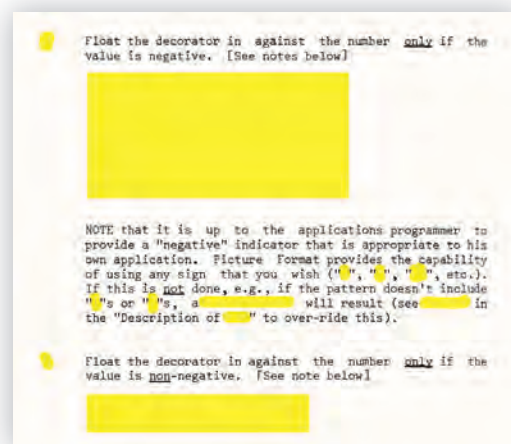 Float the decorator in against the number only if the
value is negative. [See notes below]
NOTE that it is up to the applications programmer to
provide a "negative" indicator that is appropriate to his
own application. Picture Format provides the capability
of using any sign that you wish (" ", " ", " ", etc.).
If this is not done, e.g., if the pattern doesn't include
" "s or " "s, a will result (see in
the "Description of " to over-ride this).
Float the decorator in against the number only if the
value is non-negative. [See note below]